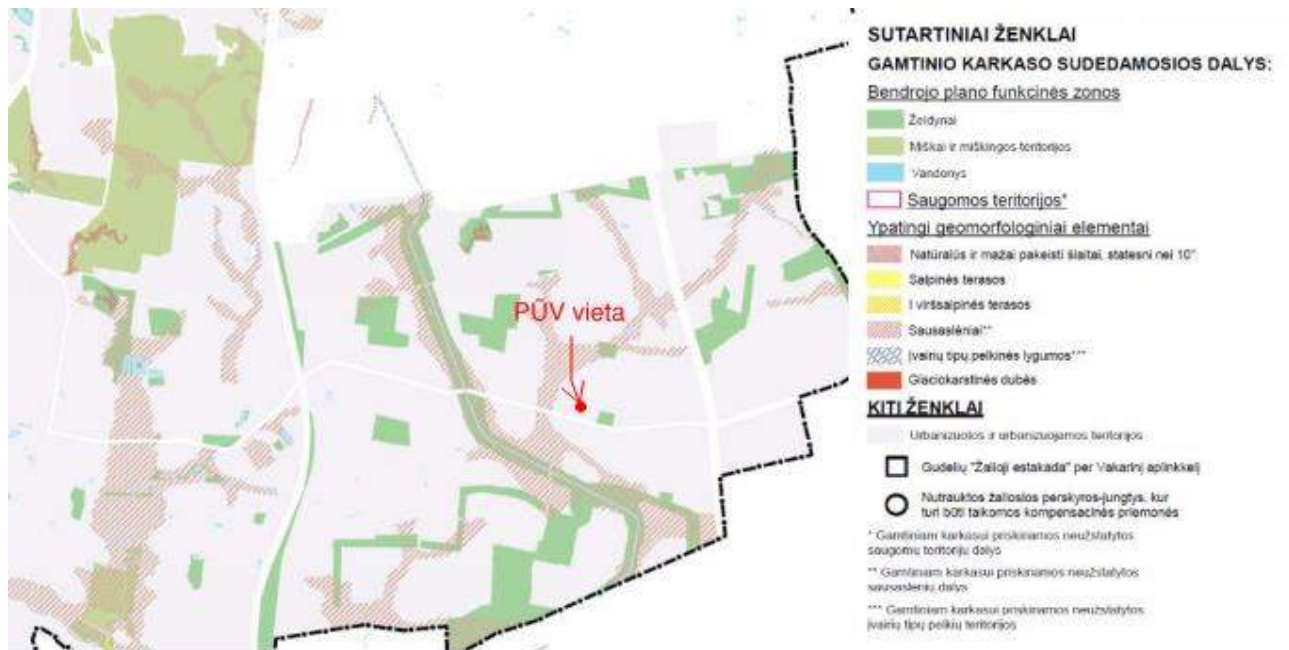 PŪV vieta
SUTARTINIAI ŽENKLAI
GAMTINIO KARKASO SUDEDAMOSIOS DALYS:
Bendrojo plano funkcinės zonos
Želdynai
Miškai ir miškingos teritorijos
Vandenys
Saugomos teritorijos*
Ypatingi geomorfologiniai elementai
Natūralūs ir mažai pakeisti šlaitai, statesni nei 10°
Salpinės terasos
I viršsalpinės terasos
Sausaslėniai**
Įvairių tipų pelkinės lygumos***
Glaciokarstinės dubės
KITI ŽENKLAI
Urbanizuotos ir urbanizuojamos teritorijos
Gudelių "Žalioji estakada" per Vakarinį aplinkkelį
Nutrauktos žaliosios perskyros-jungtys, kur
turi būti taikomos kompensacinės priemonės
* Gamtiniam karkasui priskiriamos neužstatytos
saugomų teritorijų dalys
** Gamtiniam karkasui priskiriamos neužstatytos
sausaslėnių dalys
*** Gamtiniam karkasui priskiriamos neužstatytos
įvairių tipų pelkių teritorijos